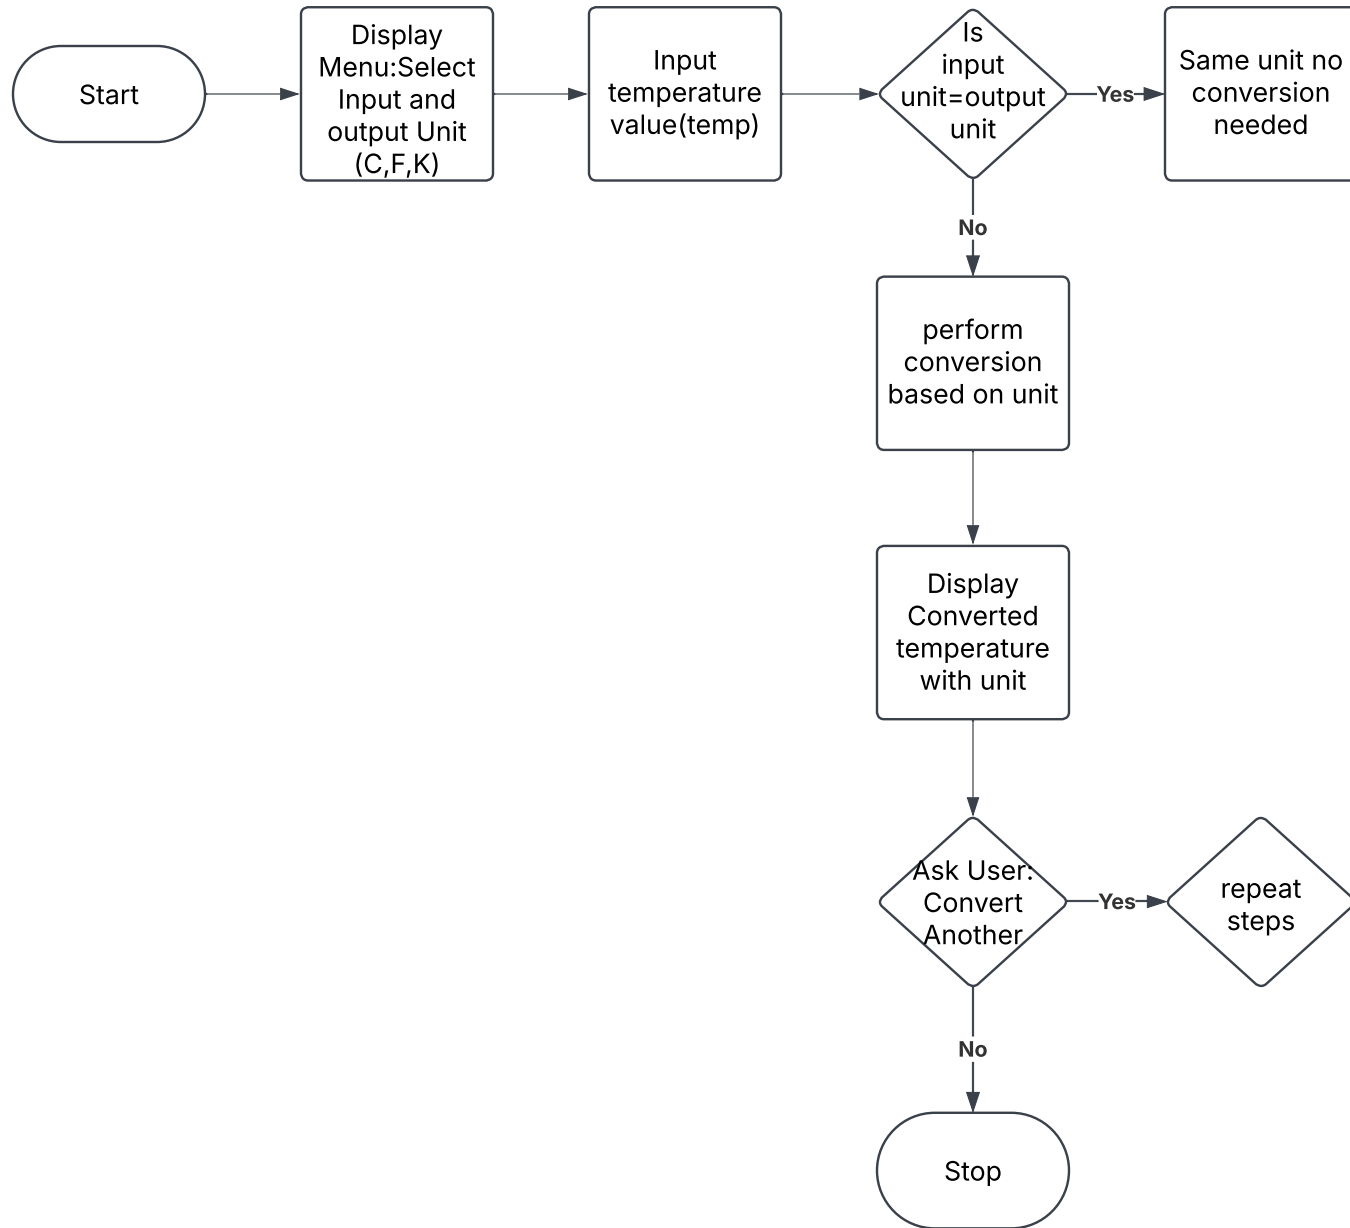 Start
Display
Menu:Select
Input and
output Unit
(C,F,K)
Input
temperature
value(temp)
Is
input
unit=output
unit
Yes
Same unit no
conversion
needed
No
perform
conversion
based on unit
Display
Converted
temperature
with unit
Ask User:
Convert
Another
Yes
repeat
steps
No
Stop